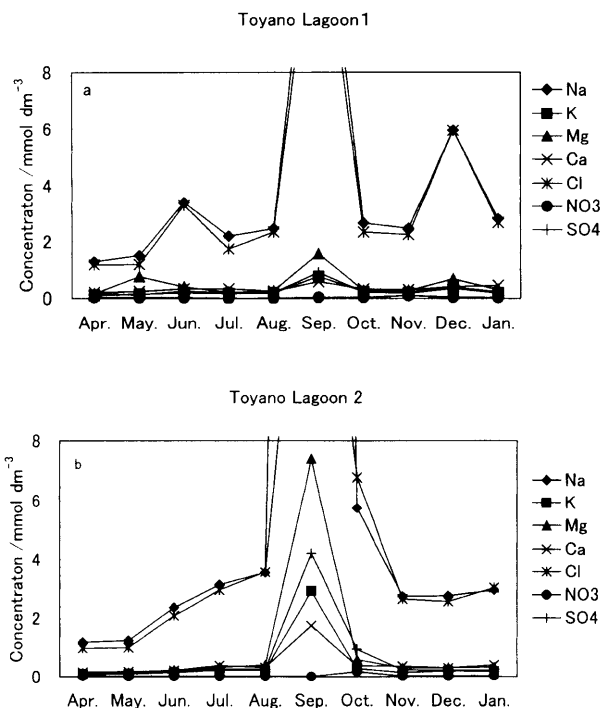 Toyano Lagoon 1
Concentraton / mmol dm⁻³
8
6
4
2
0
a
Apr. May. Jun. Jul. Aug. Sep. Oct. Nov. Dec. Jan.
Na
K
Mg
Ca
Cl
NO3
SO4
Toyano Lagoon 2
Concentraton / mmol dm⁻³
8
6
4
2
0
b
Apr. May. Jun. Jul. Aug. Sep. Oct. Nov. Dec. Jan.
Na
K
Mg
Ca
Cl
NO3
SO4